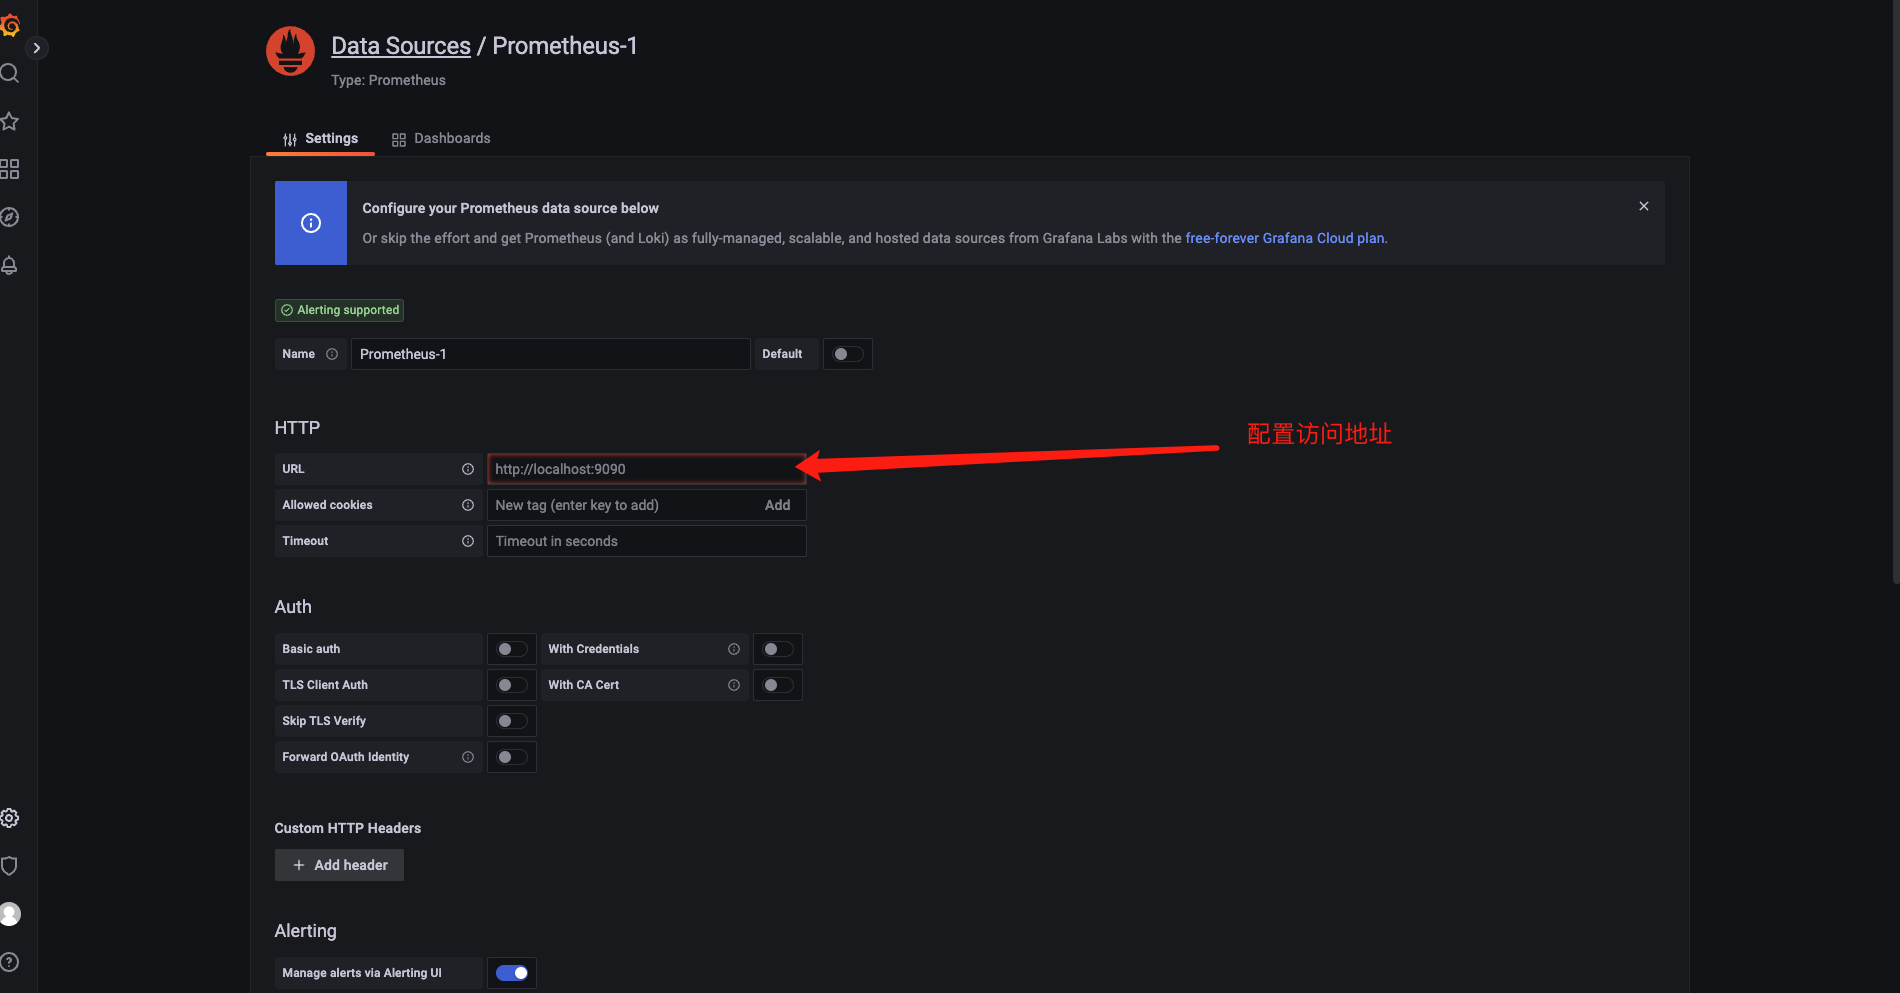 Data Sources / Prometheus-1
Type: Prometheus
Settings
Dashboards
Configure your Prometheus data source below
Or skip the effort and get Prometheus (and Loki) as fully-managed, scalable, and hosted data sources from Grafana Labs with the free-forever Grafana Cloud plan.
Alerting supported
Name
Prometheus-1
Default
HTTP
配置访问地址
URL
http://localhost:9090
Allowed cookies
New tag (enter key to add)
Add
Timeout
Timeout in seconds
Auth
Basic auth
With Credentials
TLS Client Auth
With CA Cert
Skip TLS Verify
Forward OAuth Identity
Custom HTTP Headers
+ Add header
Alerting
Manage alerts via Alerting UI